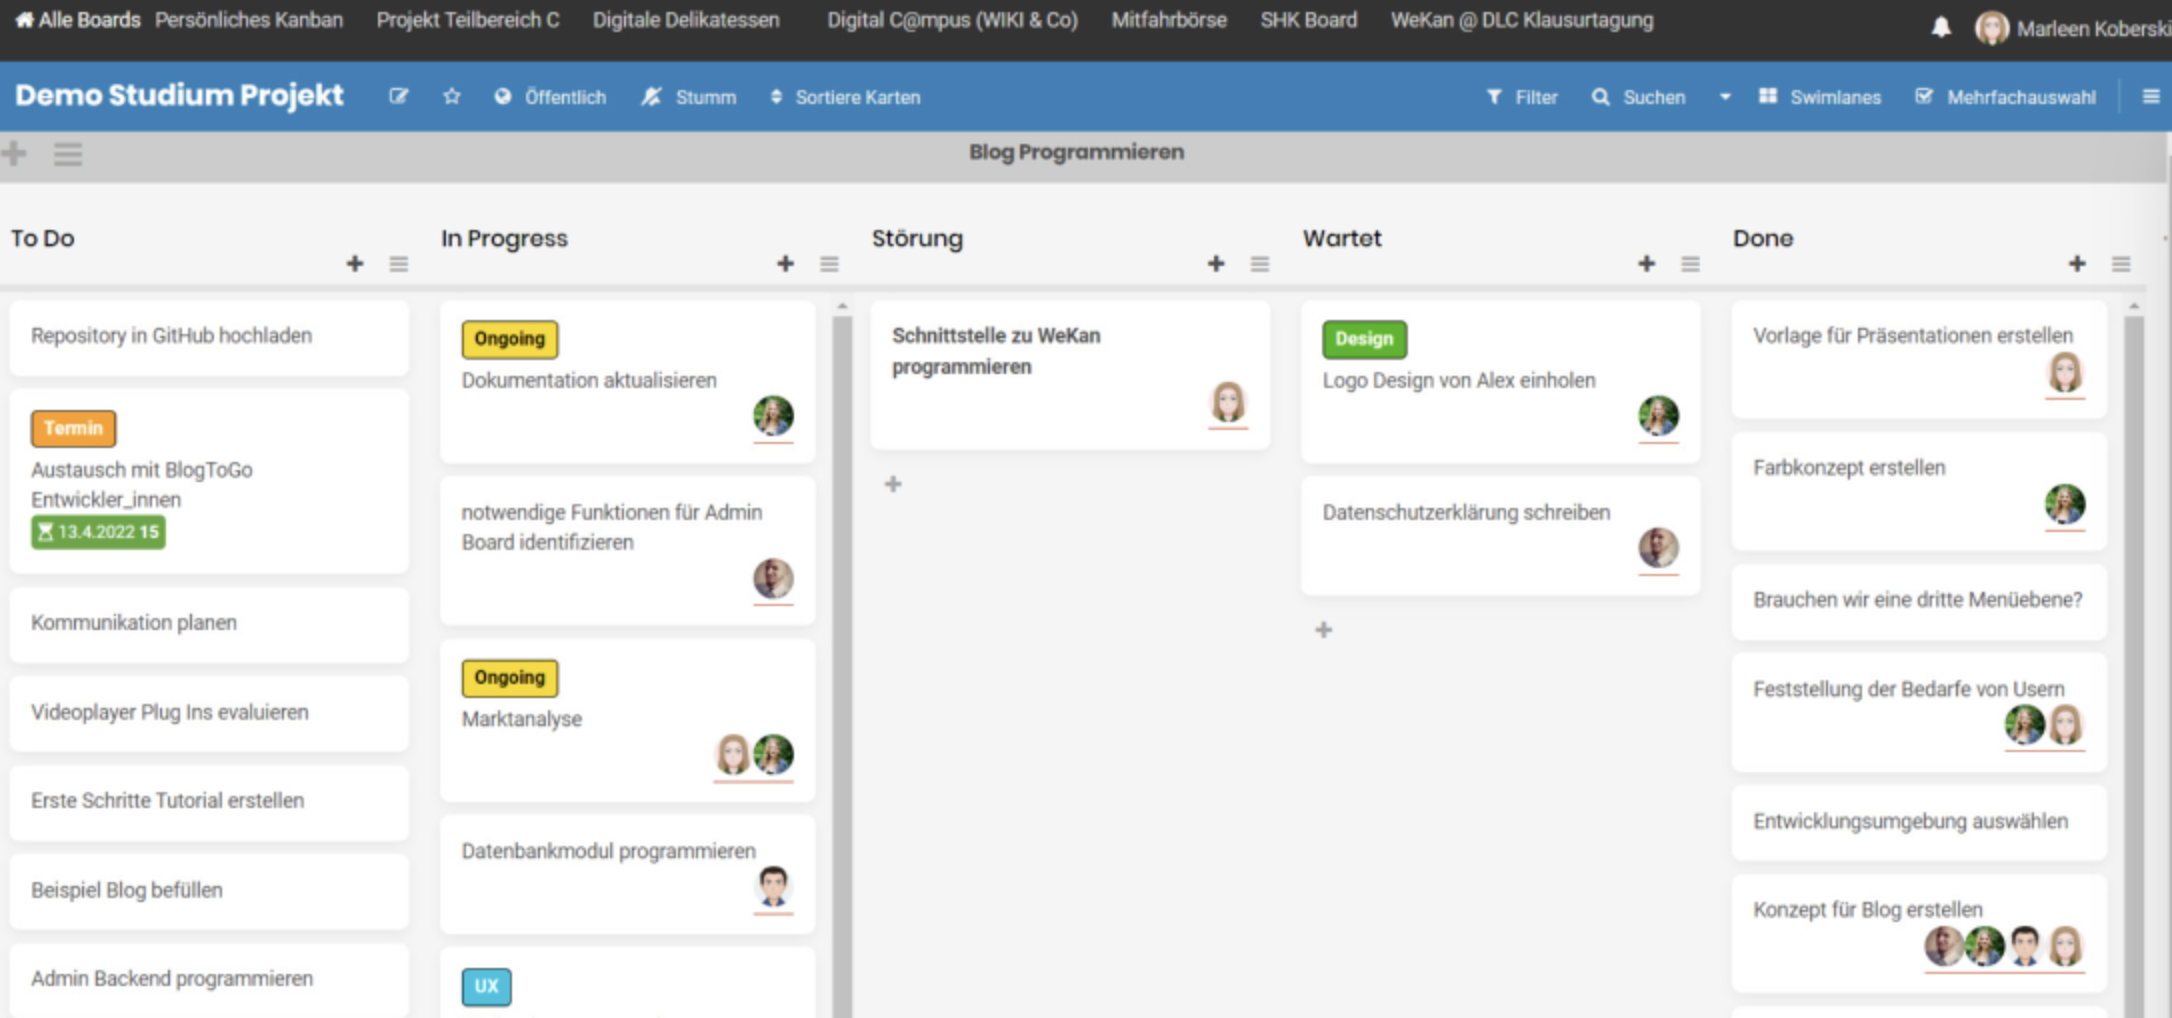 All Boards Persönliches Kanban Projekt Teilbereich C Digitale Delikatessen Digital C@mpus (WIKI & Co) Mitfahrbörse SHK Board WeKan @ DLC Klausurtagung Marleen Koberski
Demo Studium Projekt Öffentlich Stumm Sortiere Karten Filter Suchen Swimlanes Mehrfachauswahl
Blog Programmieren
To Do
Repository in GitHub hochladen
Termin
Austausch mit BlogToGo
Entwickler_innen
13.4.2022 15
Kommunikation planen
Videoplayer Plug Ins evaluieren
Erste Schritte Tutorial erstellen
Beispiel Blog befüllen
Admin Backend programmieren
In Progress
Ongoing
Dokumentation aktualisieren
notwendige Funktionen für Admin
Board identifizieren
Ongoing
Marktanalyse
Datenbankmodul programmieren
UX
Störung
Schnittstelle zu WeKan
programmieren
Wartet
Design
Logo Design von Alex einholen
Datenschutzerklärung schreiben
Done
Vorlage für Präsentationen erstellen
Farbkonzept erstellen
Brauchen wir eine dritte Menüebene?
Feststellung der Bedarfe von Usern
Entwicklungsumgebung auswählen
Konzept für Blog erstellen